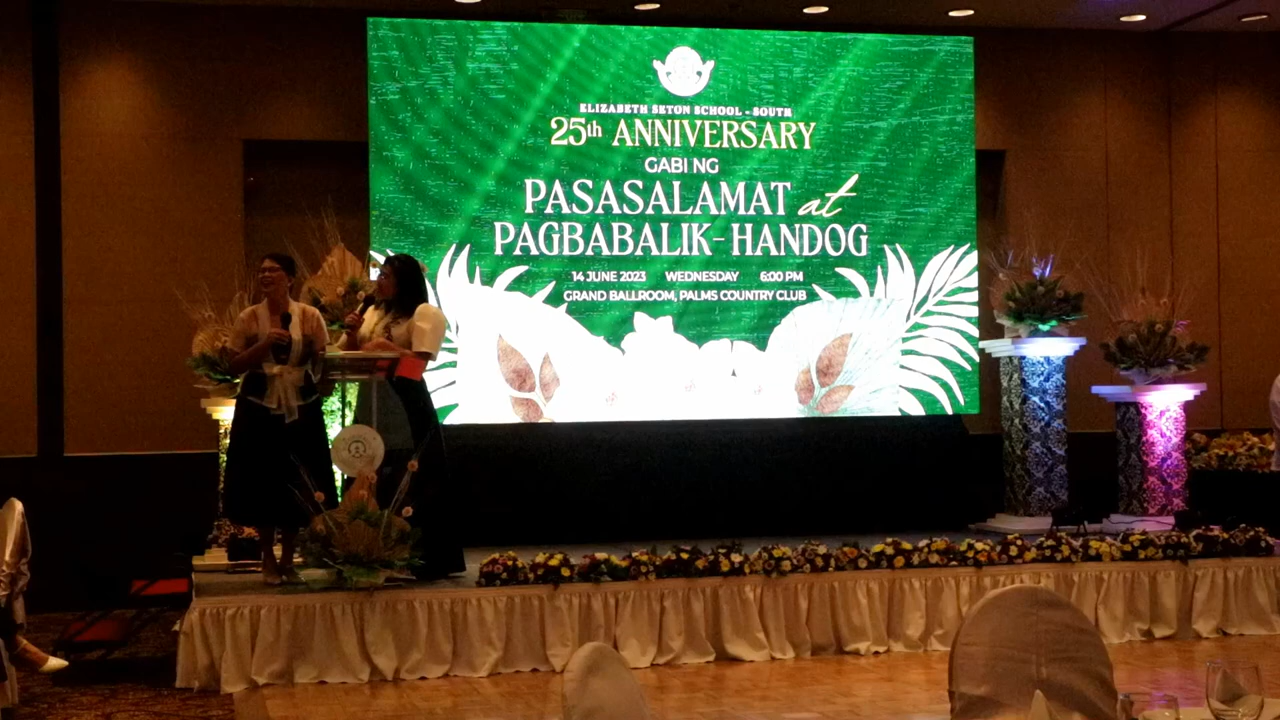 ELIZABETH SETON SCHOOL - SOUTH
25th ANNIVERSARY
GABI NG
PASASALAMAT at
PAGBABALIK-HANDOG
14 JUNE 2023 WEDNESDAY 6:00 PM
GRAND BALLROOM, PALMS COUNTRY CLUB